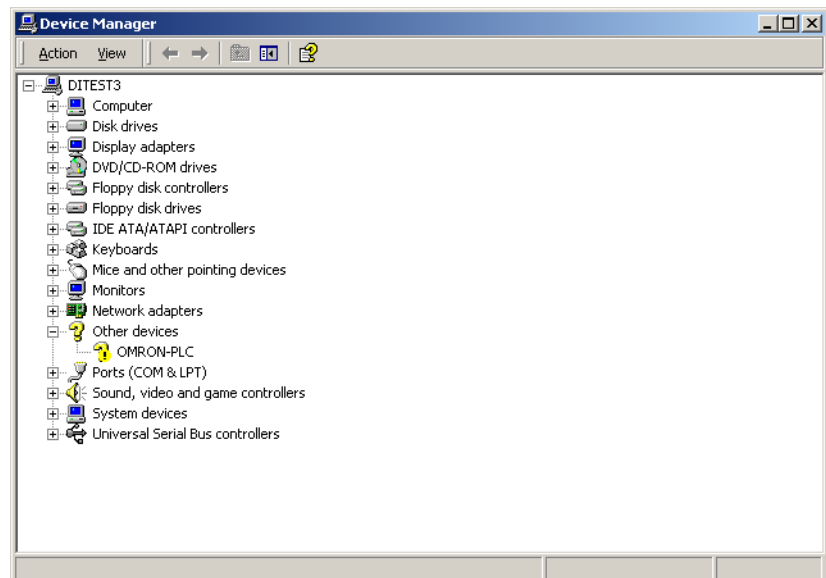 Device Manager
Action View
DITEST3
Computer
Disk drives
Display adapters
DVD/CD-ROM drives
Floppy disk controllers
Floppy disk drives
IDE ATA/ATAPI controllers
Keyboards
Mice and other pointing devices
Monitors
Network adapters
Other devices
OMRON-PLC
Ports (COM & LPT)
Sound, video and game controllers
System devices
Universal Serial Bus controllers